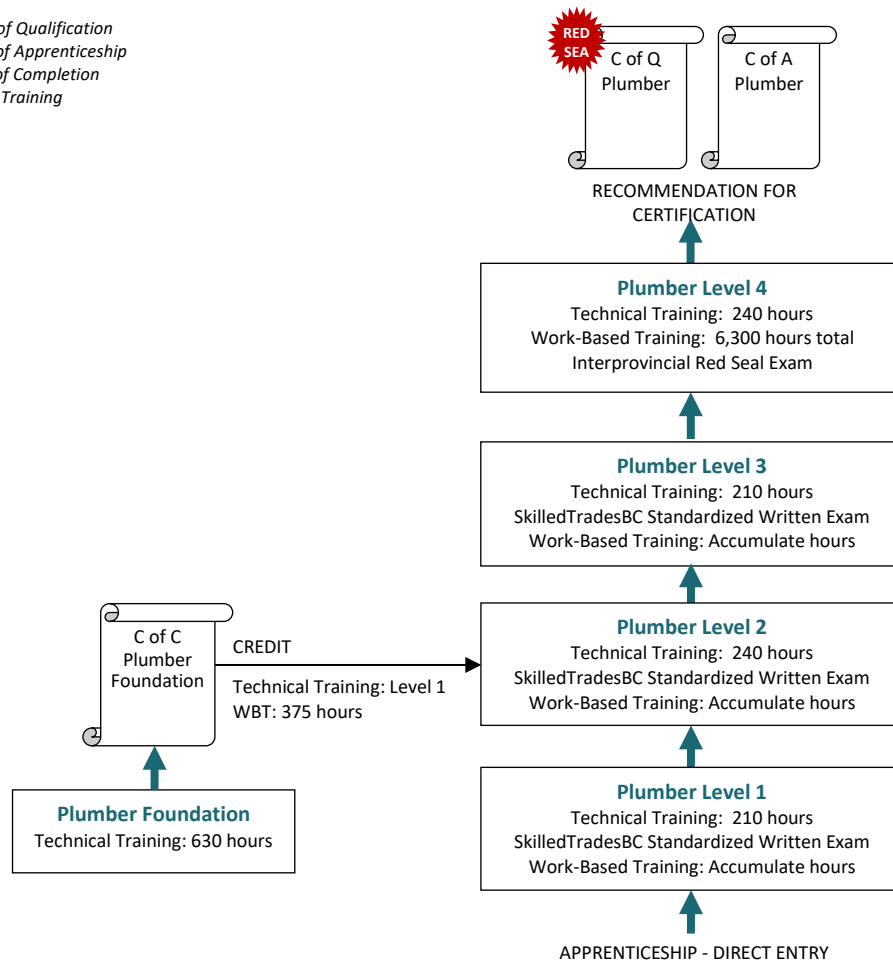 of Qualification
of Apprenticeship
of Completion
Training
RED
SEA
C of Q
Plumber
C of A
Plumber
RECOMMENDATION FOR
CERTIFICATION
Plumber Level 4
Technical Training: 240 hours
Work-Based Training: 6,300 hours total
Interprovincial Red Seal Exam
Plumber Level 3
Technical Training: 210 hours
SkilledTradesBC Standardized Written Exam
Work-Based Training: Accumulate hours
C of C
Plumber
Foundation
CREDIT
Technical Training: Level 1
WBT: 375 hours
Plumber Level 2
Technical Training: 240 hours
SkilledTradesBC Standardized Written Exam
Work-Based Training: Accumulate hours
Plumber Foundation
Technical Training: 630 hours
Plumber Level 1
Technical Training: 210 hours
SkilledTradesBC Standardized Written Exam
Work-Based Training: Accumulate hours
APPRENTICESHIP - DIRECT ENTRY